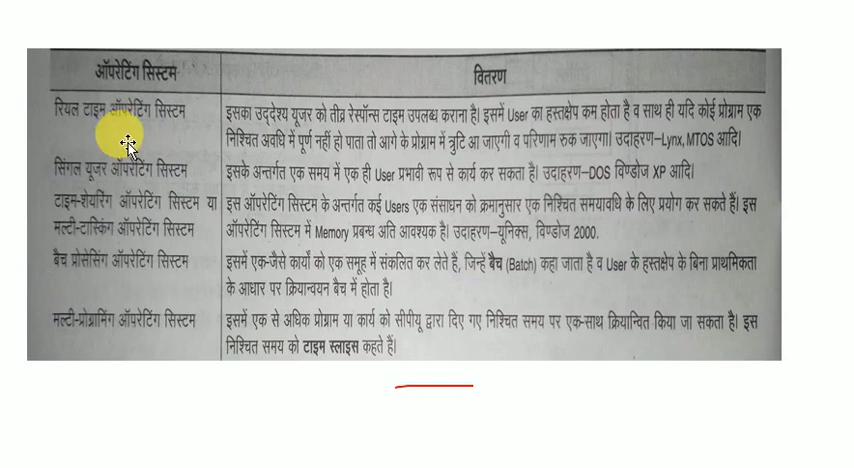 ऑपरेटिंग सिस्टम
वितरण
रियल टाइम ऑपरेटिंग सिस्टम
इसका उद्देश्य यूजर को तीव्र रेस्पॉन्स टाइम उपलब्ध कराना है। इसमें User का हस्तक्षेप कम होता है व साथ ही यदि कोई प्रोग्राम एक
निश्चित अवधि में पूर्ण नहीं हो पाता तो आगे के प्रोग्राम में त्रुटि आ जाएगी व परिणाम रुक जाएगा। उदाहरण–Lynx, MTOS आदि।
सिंगल यूजर ऑपरेटिंग सिस्टम
इसके अन्तर्गत एक समय में एक ही User प्रभावी रूप से कार्य कर सकता है। उदाहरण–DOS विण्डोज XP आदि।
टाइम-शेयरिंग ऑपरेटिंग सिस्टम या
मल्टी-टास्किंग ऑपरेटिंग सिस्टम
इस ऑपरेटिंग सिस्टम के अन्तर्गत कई Users एक संसाधन को क्रमानुसार एक निश्चित समयावधि के लिए प्रयोग कर सकते हैं। इस
ऑपरेटिंग सिस्टम में Memory प्रबन्ध अति आवश्यक है। उदाहरण–यूनिक्स, विण्डोज 2000.
बैच प्रोसेसिंग ऑपरेटिंग सिस्टम
इसमें एक-जैसे कार्यों को एक समूह में संकलित कर लेते हैं, जिन्हें बैच (Batch) कहा जाता है व User के हस्तक्षेप के बिना प्राथमिकता
के आधार पर क्रियान्वयन बैच में होता है।
मल्टी-प्रोग्रामिंग ऑपरेटिंग सिस्टम
इसमें एक से अधिक प्रोग्राम या कार्य को सीपीयू द्वारा दिए गए निश्चित समय पर एक-साथ क्रियान्वित किया जा सकता है। इस
निश्चित समय को टाइम स्लाइस कहते हैं।